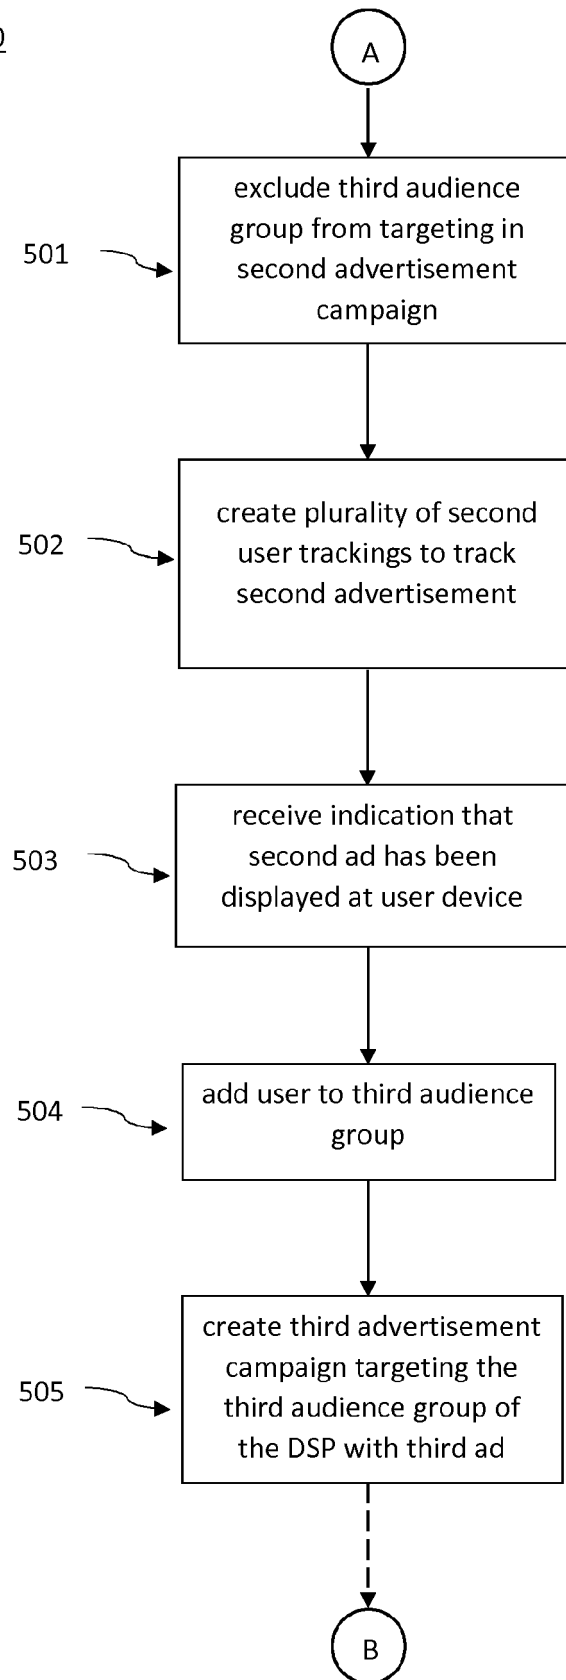 0
A
exclude third audience
group from targeting in
second advertisement
campaign
501
create plurality of second
user trackings to track
second advertisement
502
receive indication that
second ad has been
displayed at user device
503
add user to third audience
group
504
create third advertisement
campaign targeting the
third audience group of
the DSP with third ad
505
B